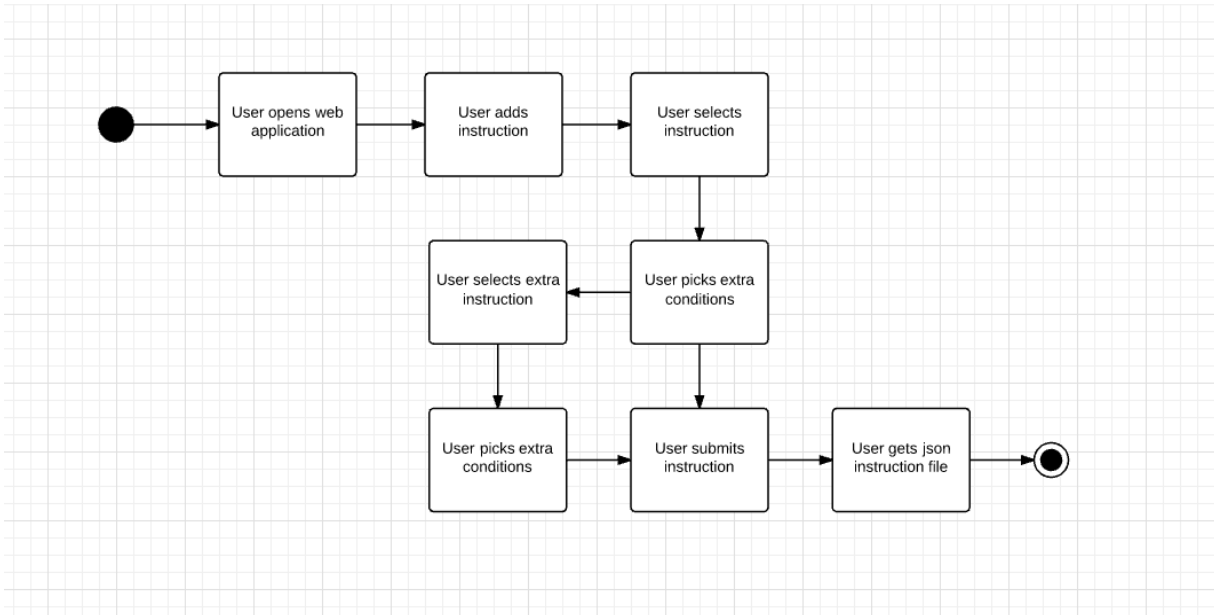 User opens web
application
User adds
instruction
User selects
instruction
User selects extra
instruction
User picks extra
conditions
User picks extra
conditions
User submits
instruction
User gets json
instruction file